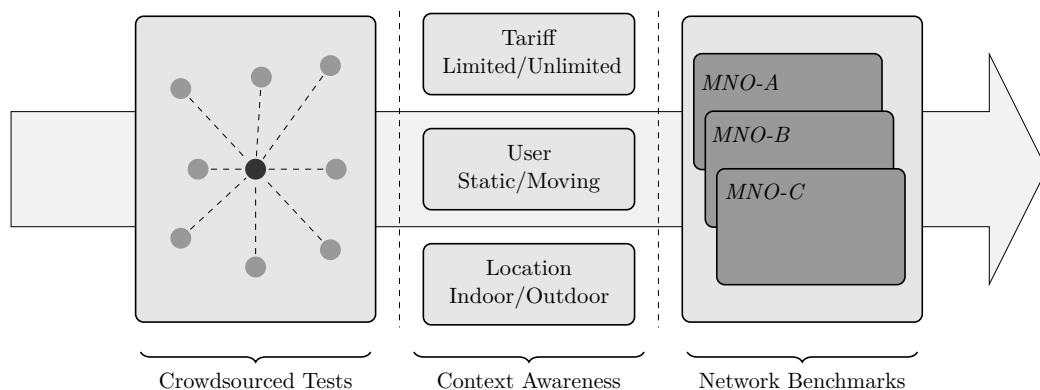 Tariff
Limited/Unlimited
User
Static/Moving
Location
Indoor/Outdoor
MNO-A
MNO-B
MNO-C
Crowdsourced Tests
Context Awareness
Network Benchmarks